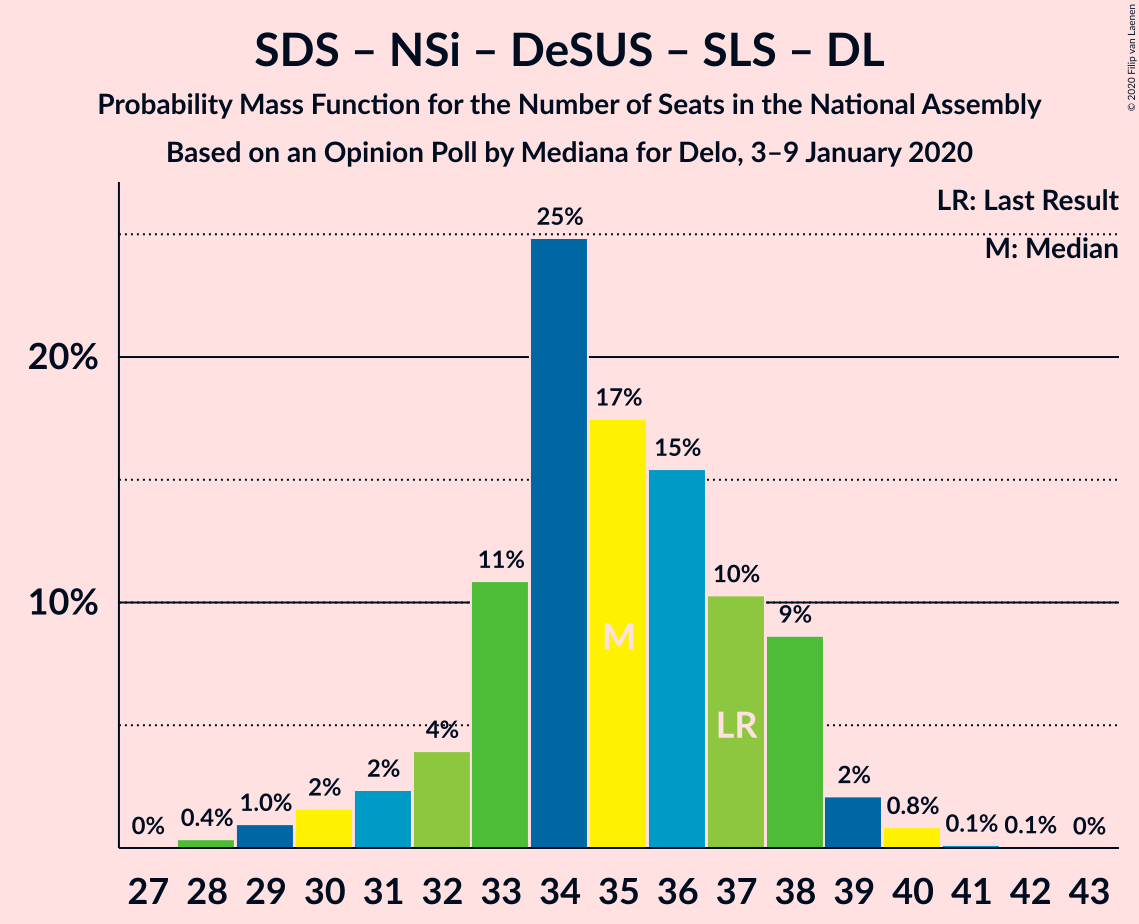 SDS – NSi – DeSUS – SLS – DL
Probability Mass Function for the Number of Seats in the National Assembly
Based on an Opinion Poll by Mediana for Delo, 3–9 January 2020
© 2020 Filip van Laenen
LR: Last Result
M: Median
25%
20%
17%
15%
11%
10%
10%
9%
M
LR
4%
2%
2%
2%
1.0%
0.8%
0.4%
0.1%
0.1%
0%
0%
27 28 29 30 31 32 33 34 35 36 37 38 39 40 41 42 43